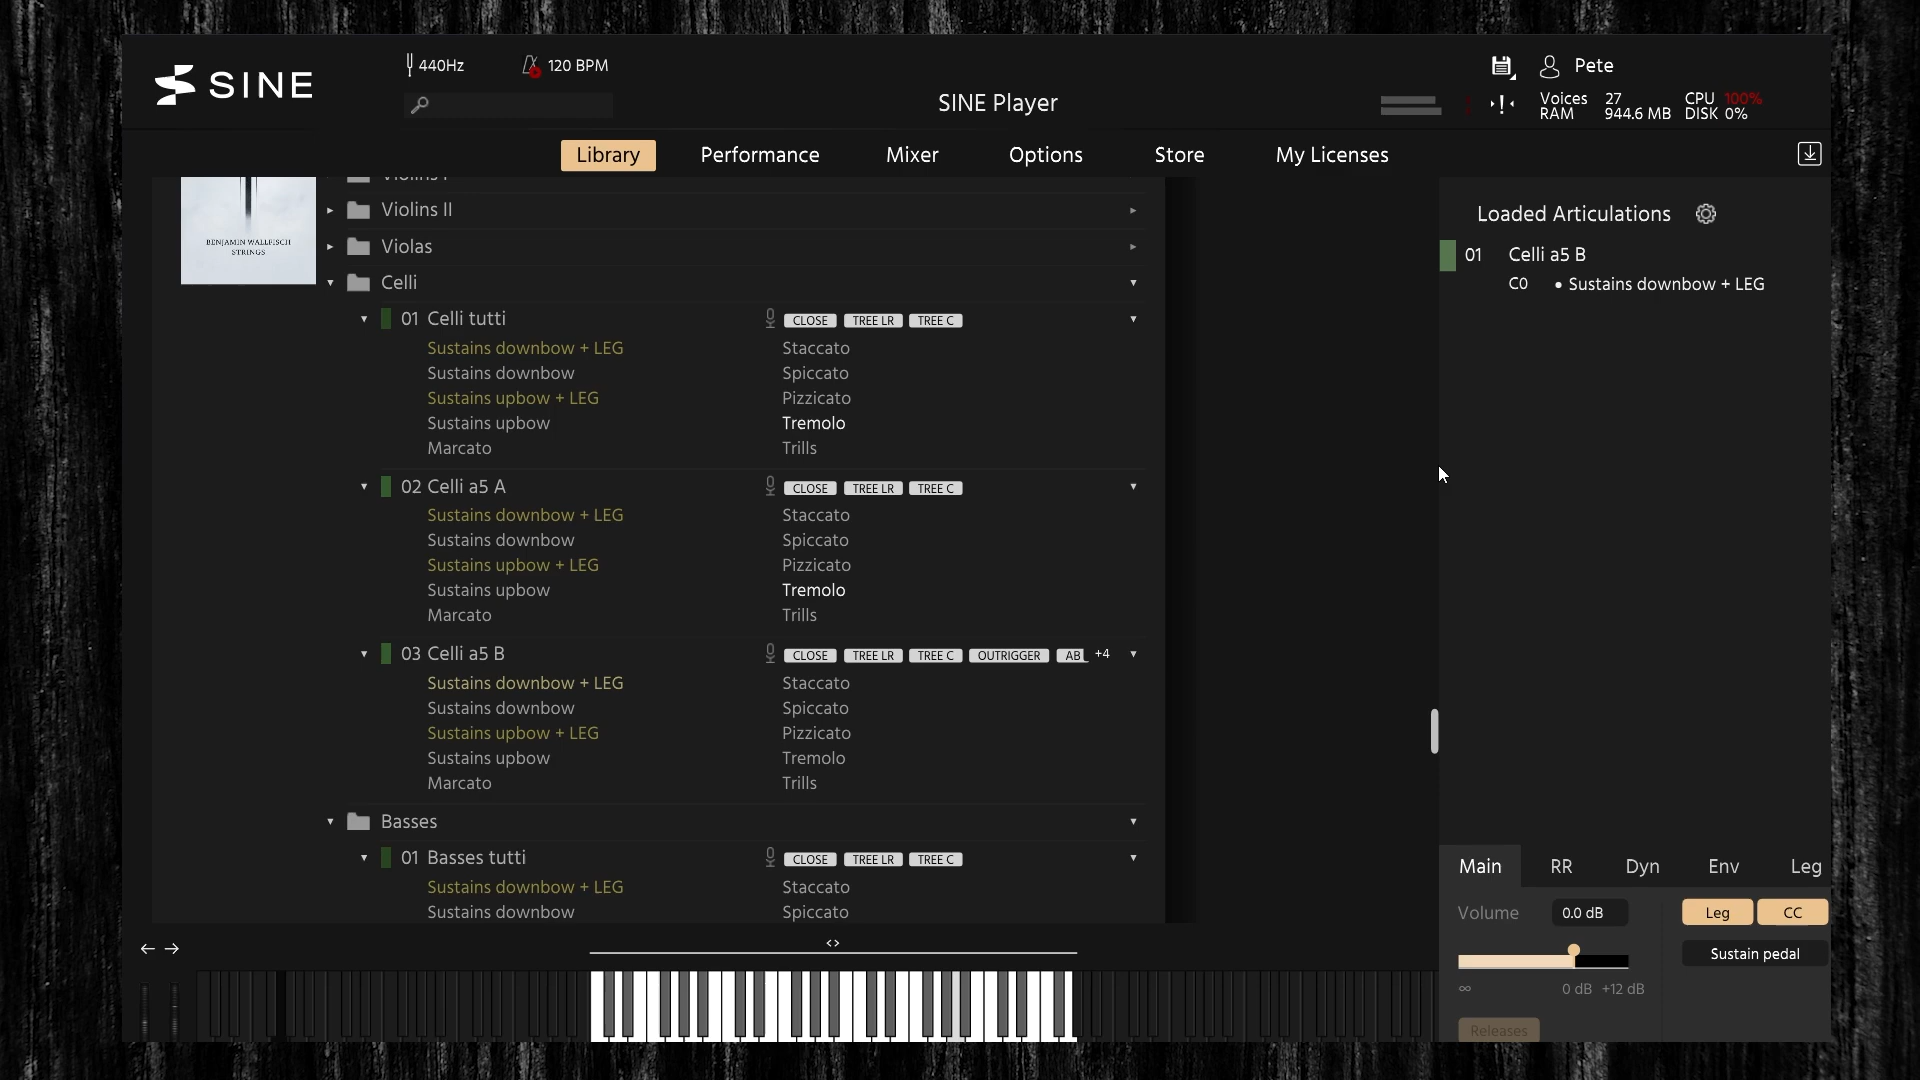 SINE
440Hz
120 BPM
SINE Player
Pete
Voices 27 CPU 100%
RAM 944.6 MB DISK 0%
Library
Performance
Mixer
Options
Store
My Licenses
BENJAMIN WALLFISCH
STRINGS
Violins I
Violins II
Violas
Celli
01 Celli tutti CLOSE TREE LR TREE C
Sustains downbow + LEG Staccato
Sustains downbow Spiccato
Sustains upbow + LEG Pizzicato
Sustains upbow Tremolo
Marcato Trills
02 Celli a5 A CLOSE TREE LR TREE C
Sustains downbow + LEG Staccato
Sustains downbow Spiccato
Sustains upbow + LEG Pizzicato
Sustains upbow Tremolo
Marcato Trills
03 Celli a5 B CLOSE TREE LR TREE C OUTRIGGER AB +4
Sustains downbow + LEG Staccato
Sustains downbow Spiccato
Sustains upbow + LEG Pizzicato
Sustains upbow Tremolo
Marcato Trills
Basses
01 Basses tutti CLOSE TREE LR TREE C
Sustains downbow + LEG Staccato
Sustains downbow Spiccato
Loaded Articulations
01 Celli a5 B
C0 • Sustains downbow + LEG
Main RR Dyn Env Leg
Volume 0.0 dB Leg CC
Sustain pedal
∞ 0 dB +12 dB
Releases